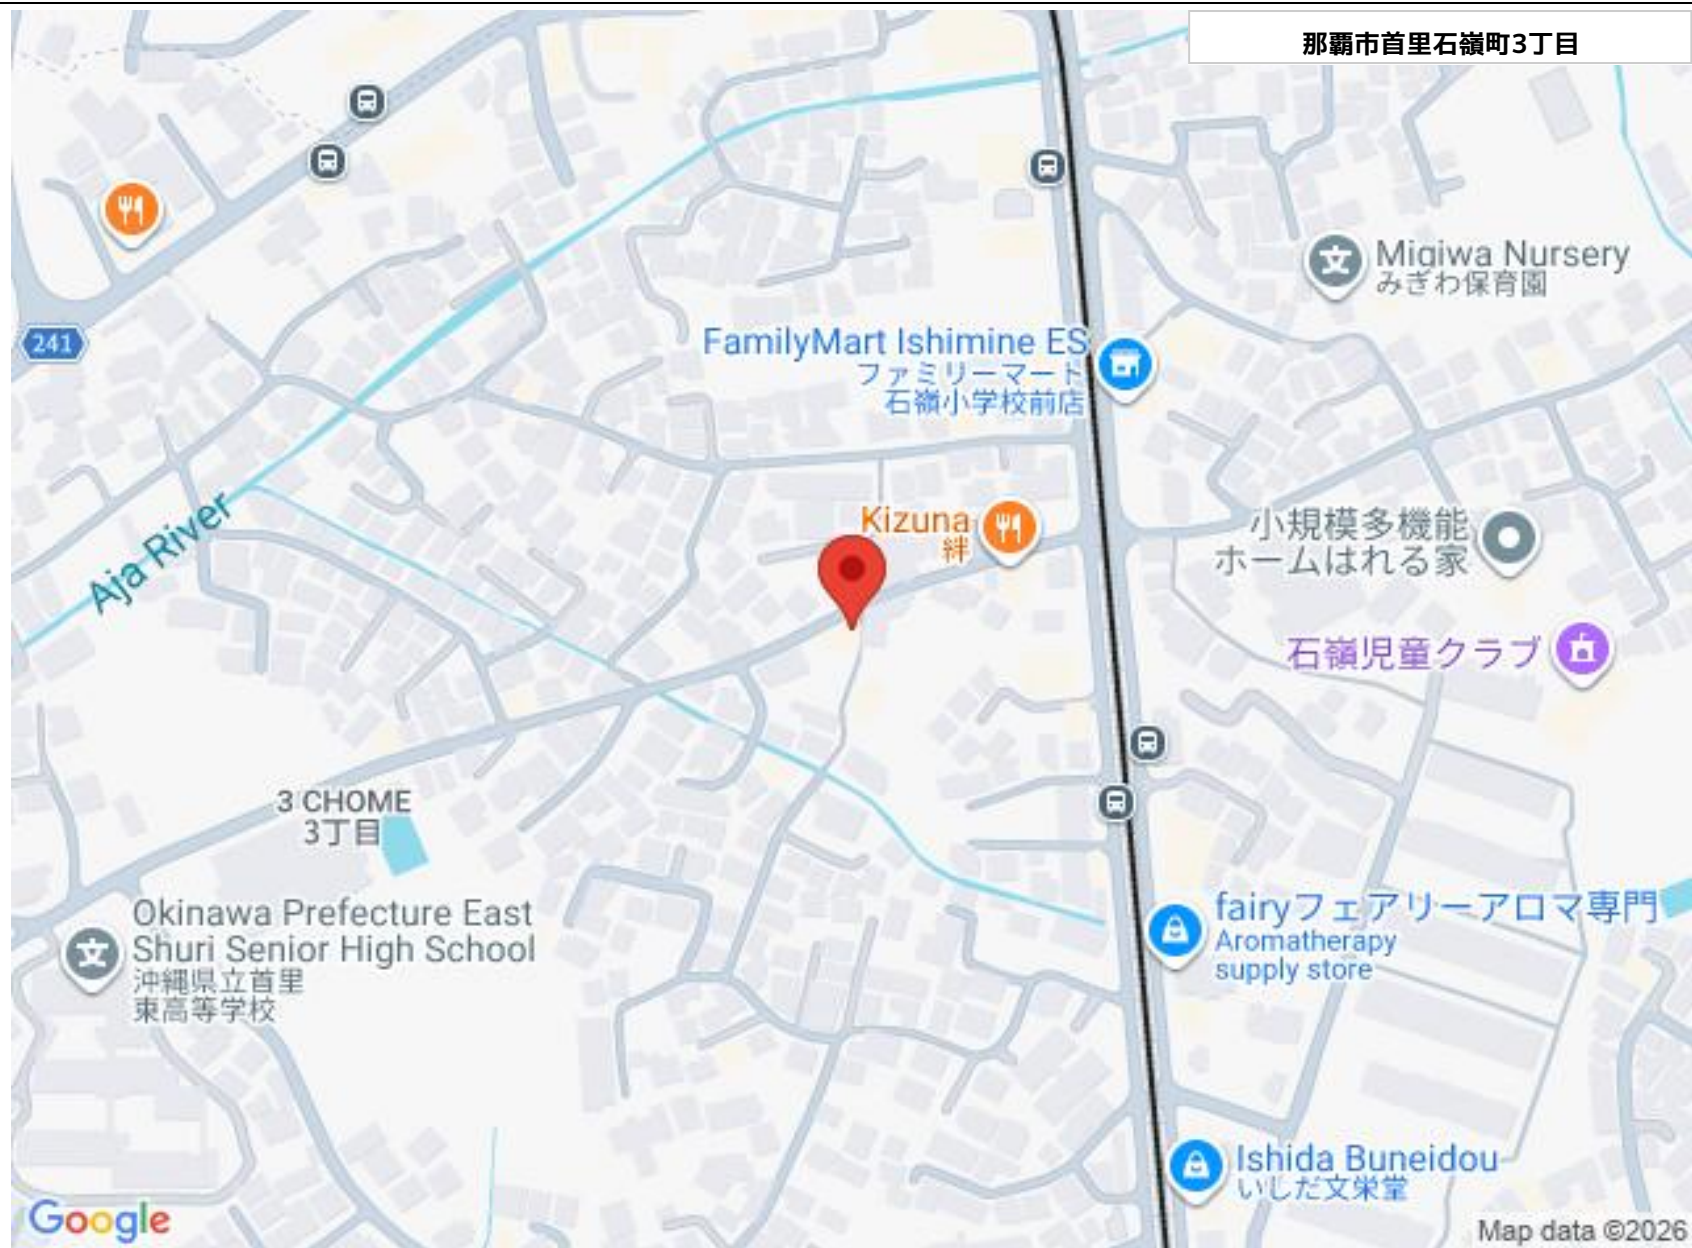 那覇市首里石嶺町3丁目
Migiwa Nursery
みぎわ保育園
241
FamilyMart Ishimine ES
ファミリーマート
石嶺小学校前店
Aja River
Kizuna
絆
小規模多機能
ホームはれる家
石嶺児童クラブ
3 CHOME
3丁目
Okinawa Prefecture East
Shuri Senior High School
沖縄県立首里
東高等学校
fairyフェアリーアロマ専門
Aromatherapy
supply store
Ishida Buneidou
いしだ文栄堂
Google
Map data ©2026